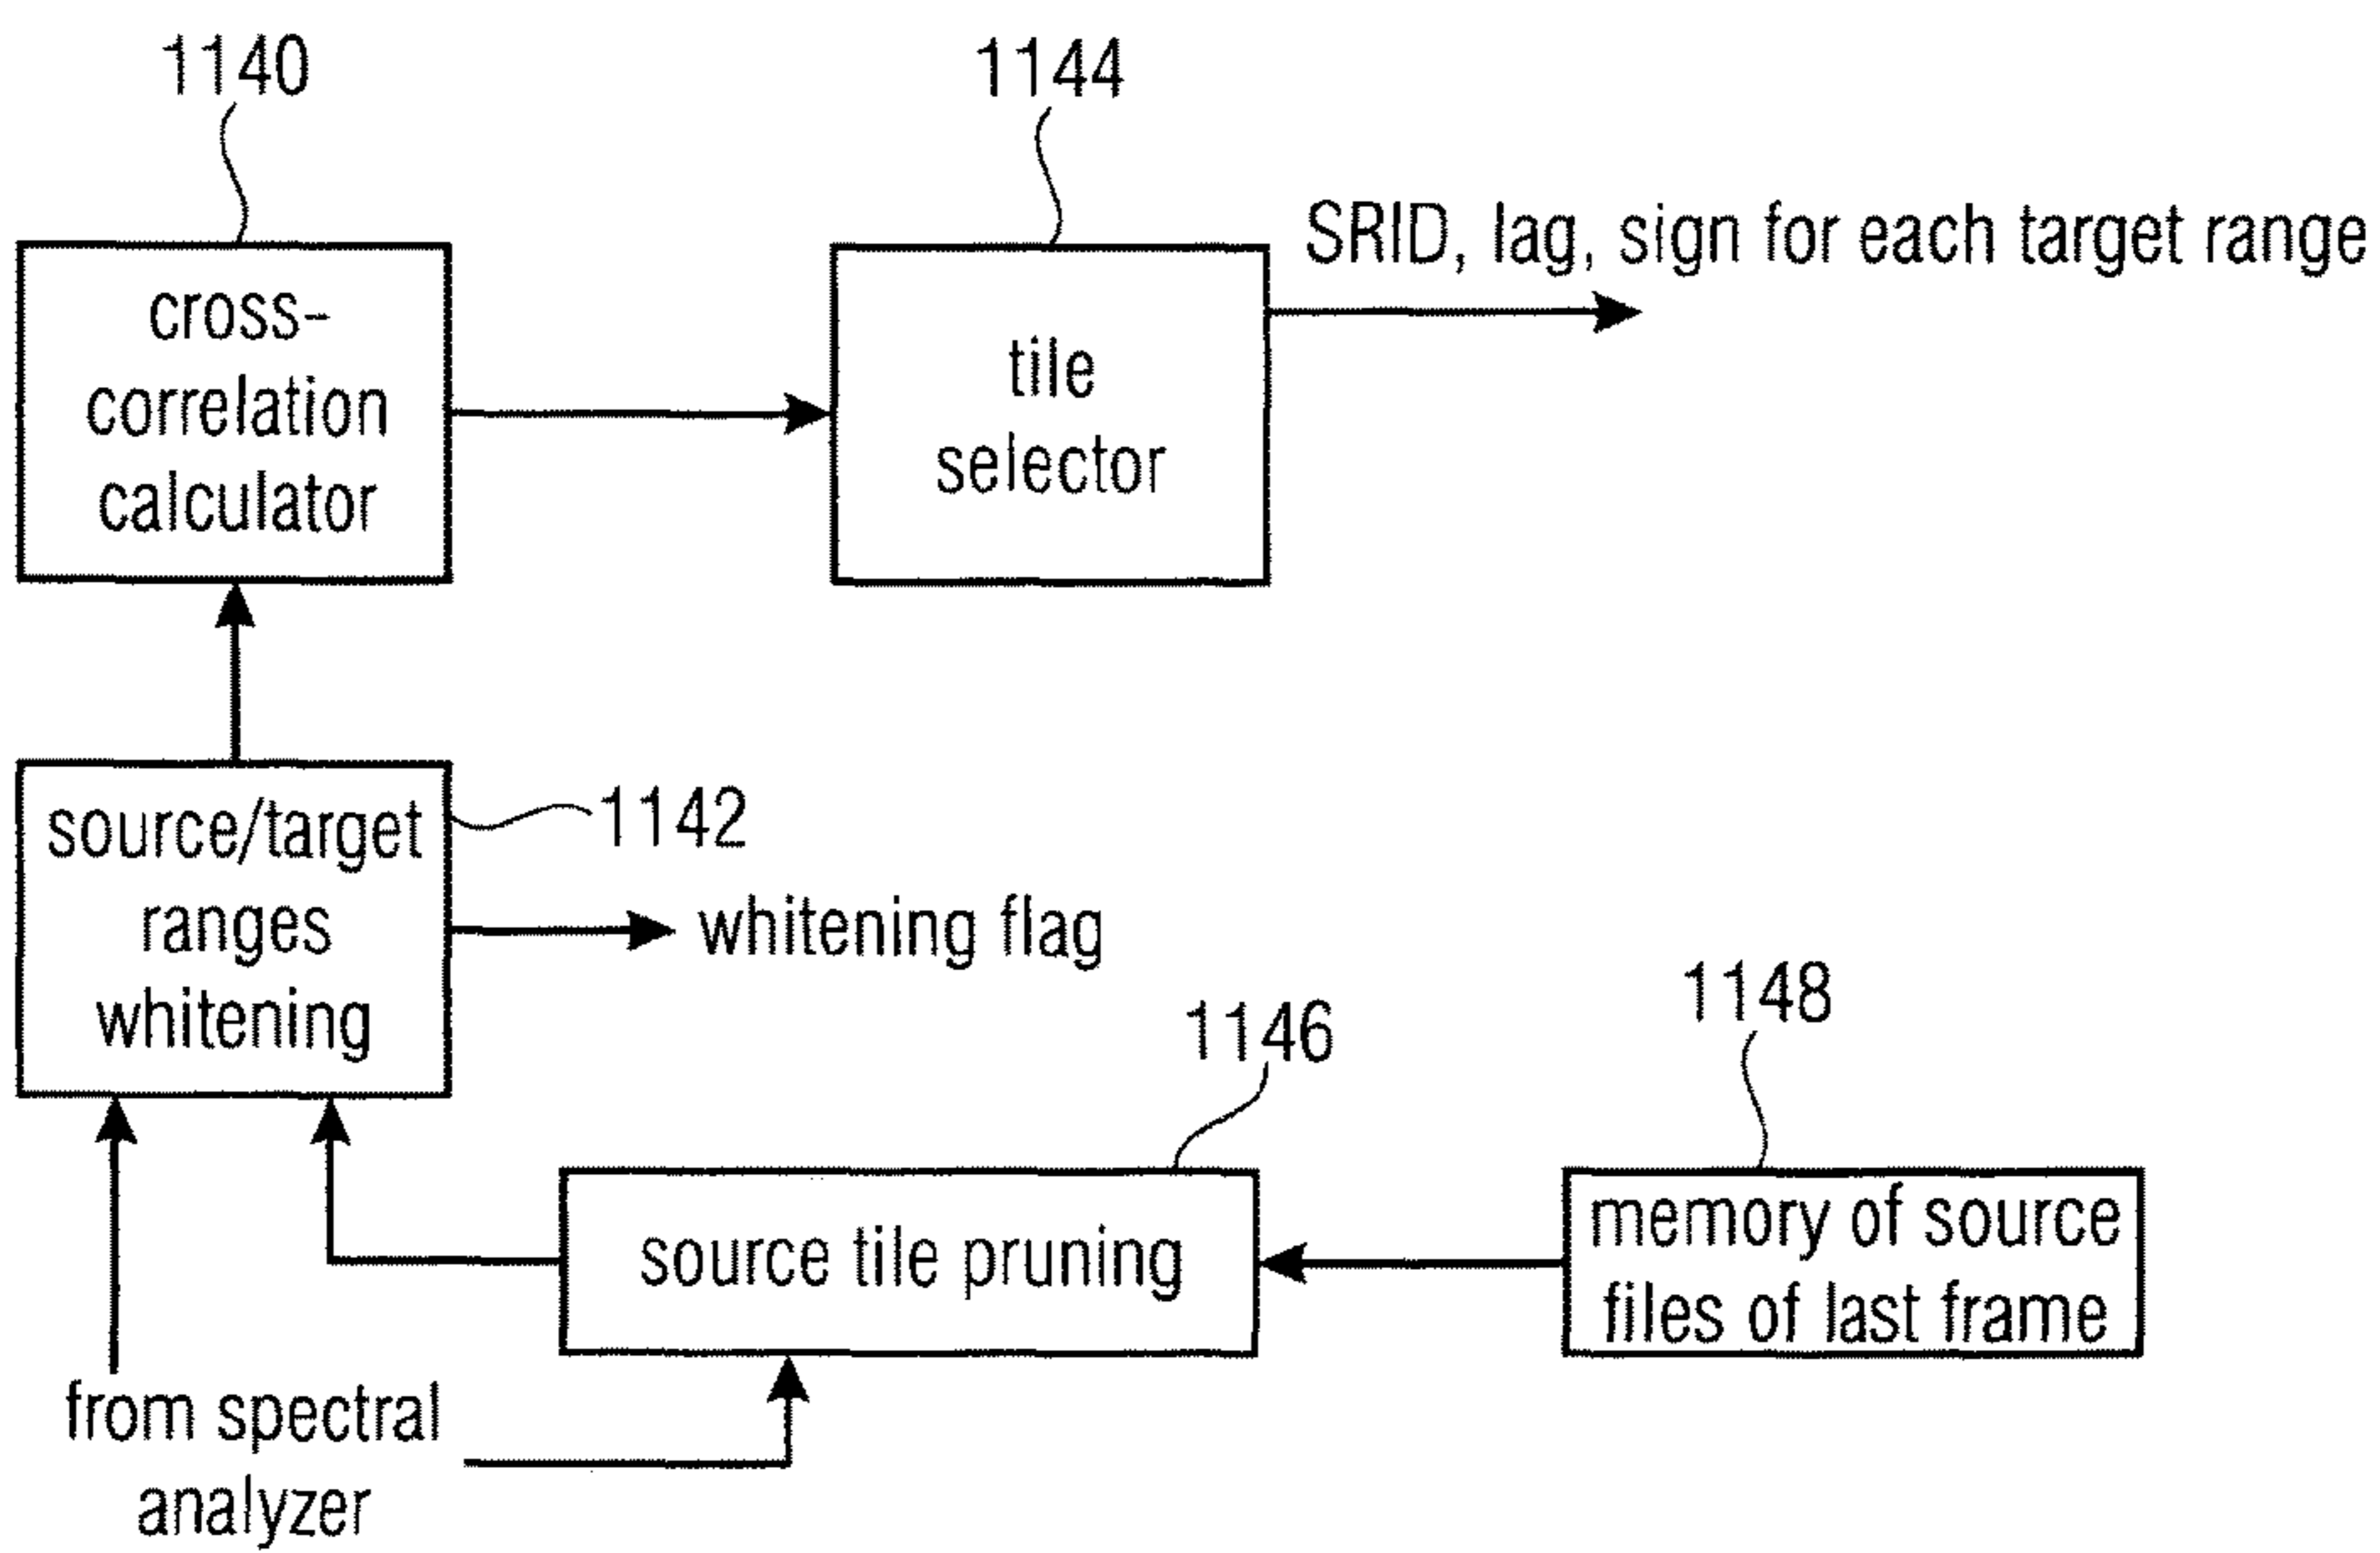 1140
1144
SRID, lag, sign for each target range
cross-
correlation
calculator
tile
selector
source/target
ranges
whitening
1142
whitening flag
1146
1148
source tile pruning
memory of source
files of last frame
from spectral
analyzer